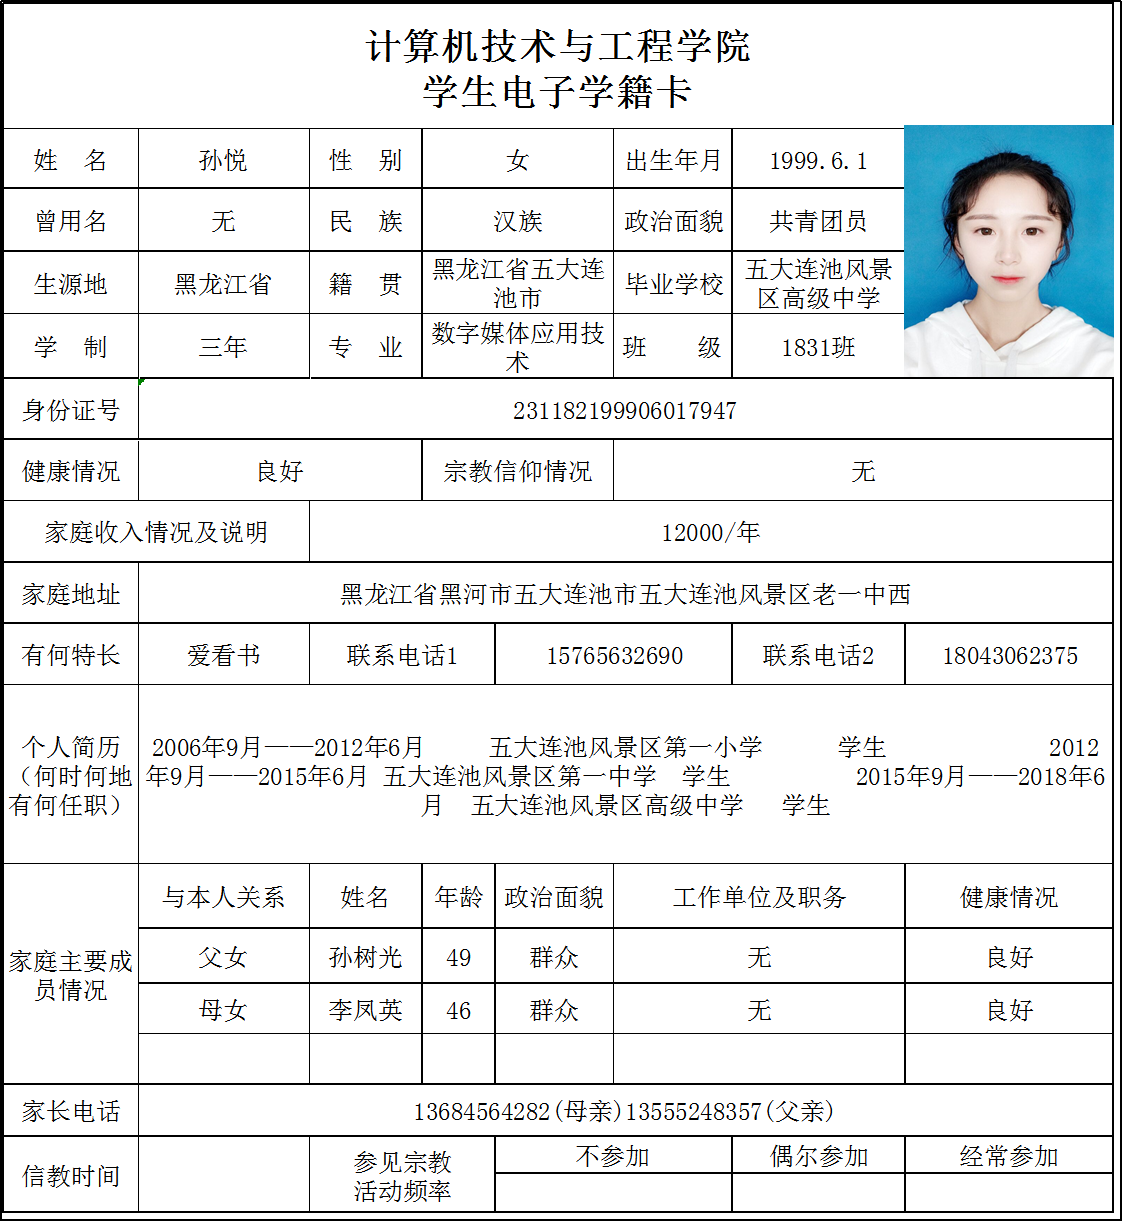 计算机技术与工程学院
学生电子学籍卡
姓 名 孙悦 性 别 女 出生年月 1999.6.1
曾用名 无 民 族 汉族 政治面貌 共青团员
生源地 黑龙江省 籍 贯 黑龙江省五大连池市 毕业学校 五大连池风景区高级中学
学 制 三年 专 业 数字媒体应用技术 班 级 1831班
身份证号 231182199906017947
健康情况 良好 宗教信仰情况 无
家庭收入情况及说明 12000/年
家庭地址 黑龙江省黑河市五大连池市五大连池风景区老一中西
有何特长 爱看书 联系电话1 15765632690 联系电话2 18043062375
个人简历
（何时何地
有何任职）
2006年9月——2012年6月 五大连池风景区第一小学 学生 2012
年9月——2015年6月 五大连池风景区第一中学 学生 2015年9月——2018年6
月 五大连池风景区高级中学 学生
家庭主要成
员情况
与本人关系 姓名 年龄 政治面貌 工作单位及职务 健康情况
父女 孙树光 49 群众 无 良好
母女 李凤英 46 群众 无 良好
家长电话 13684564282(母亲)13555248357(父亲)
信教时间
参见宗教
活动频率
不参加 偶尔参加 经常参加